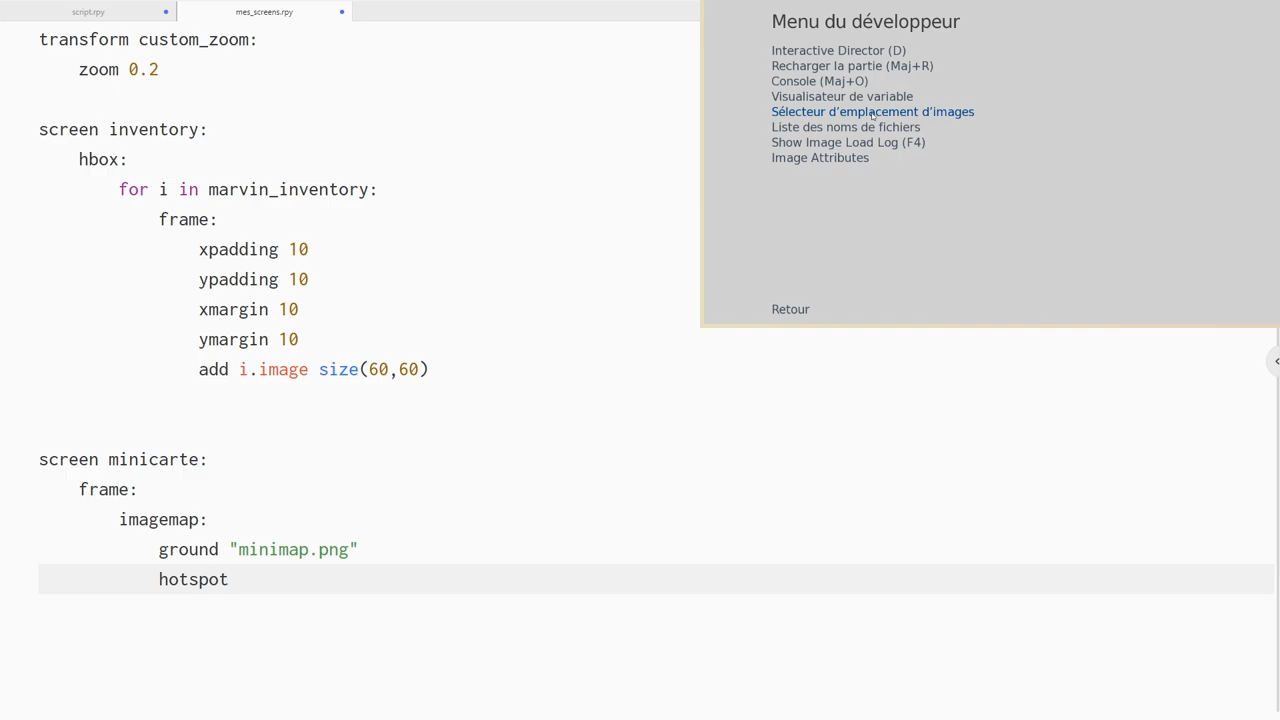 script.rpy
mes_screens.rpy
transform custom_zoom:
zoom 0.2
screen inventory:
hbox:
for i in marvin_inventory:
frame:
xpadding 10
ypadding 10
xmargin 10
ymargin 10
add i.image size(60,60)
screen minicarte:
frame:
imagemap:
ground "minimap.png"
hotspot
Menu du développeur
Interactive Director (D)
Recharger la partie (Maj+R)
Console (Maj+O)
Visualisateur de variable
Sélecteur d’emplacement d’images
Liste des noms de fichiers
Show Image Load Log (F4)
Image Attributes
Retour